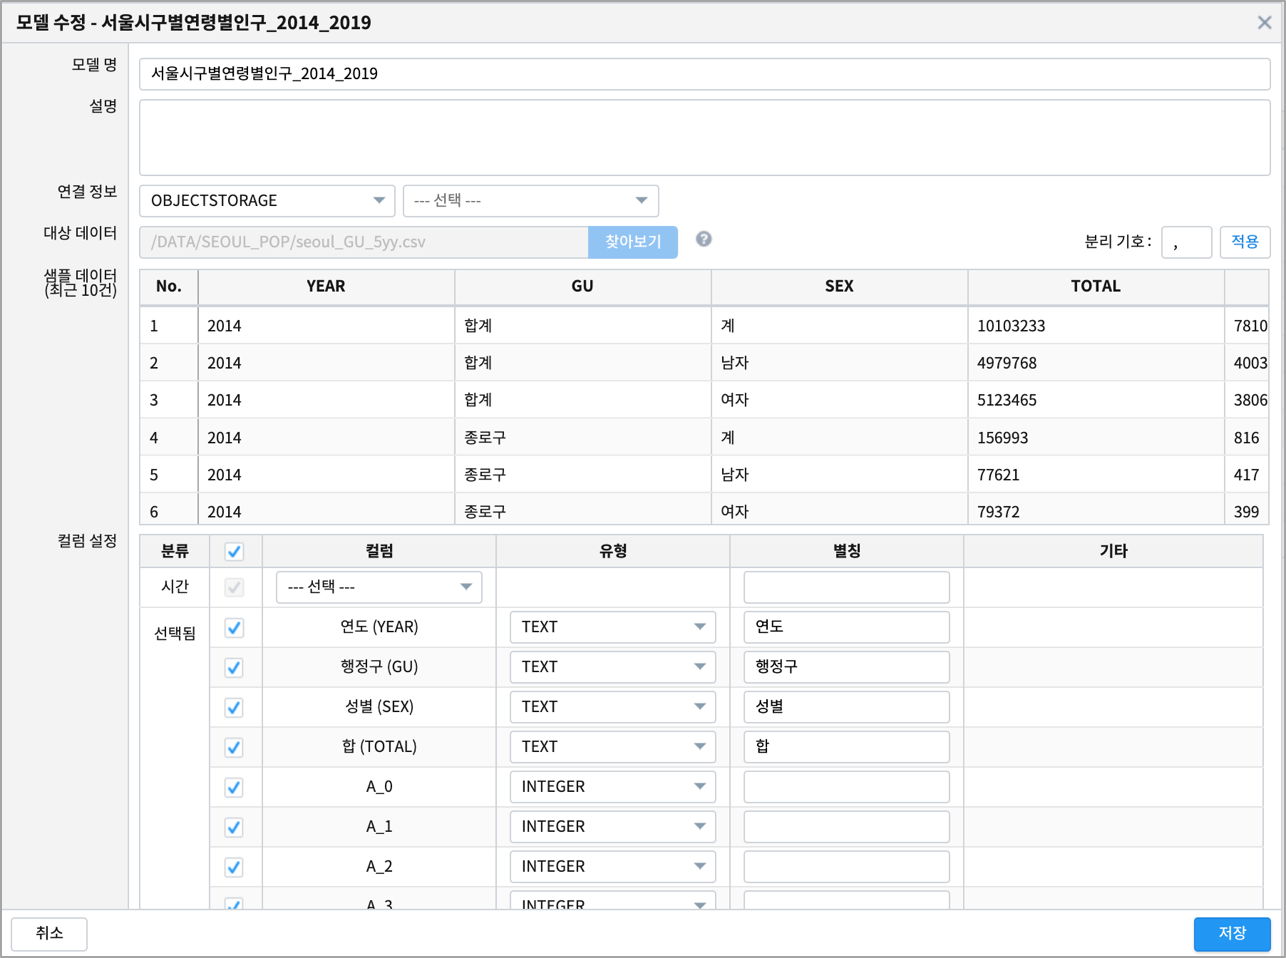 모델 수정 - 서울시구별연령별인구_2014_2019
모델 명
서울시구별연령별인구_2014_2019
설명
연결 정보
OBJECTSTORAGE
--- 선택 ---
대상 데이터
/DATA/SEOUL_POP/seoul_GU_5yy.csv
찾아보기
?
분리 기호 :
,
적용
샘플 데이터
(최근 10건)
No. YEAR GU SEX TOTAL
1 2014 합계 계 10103233 7810
2 2014 합계 남자 4979768 4003
3 2014 합계 여자 5123465 3806
4 2014 종로구 계 156993 816
5 2014 종로구 남자 77621 417
6 2014 종로구 여자 79372 399
컬럼 설정
분류 컬럼 유형 별칭 기타
시간 --- 선택 ---
선택됨 연도 (YEAR) TEXT 연도
행정구 (GU) TEXT 행정구
성별 (SEX) TEXT 성별
합 (TOTAL) TEXT 합
A_0 INTEGER
A_1 INTEGER
A_2 INTEGER
A_3 INTEGER
취소
저장